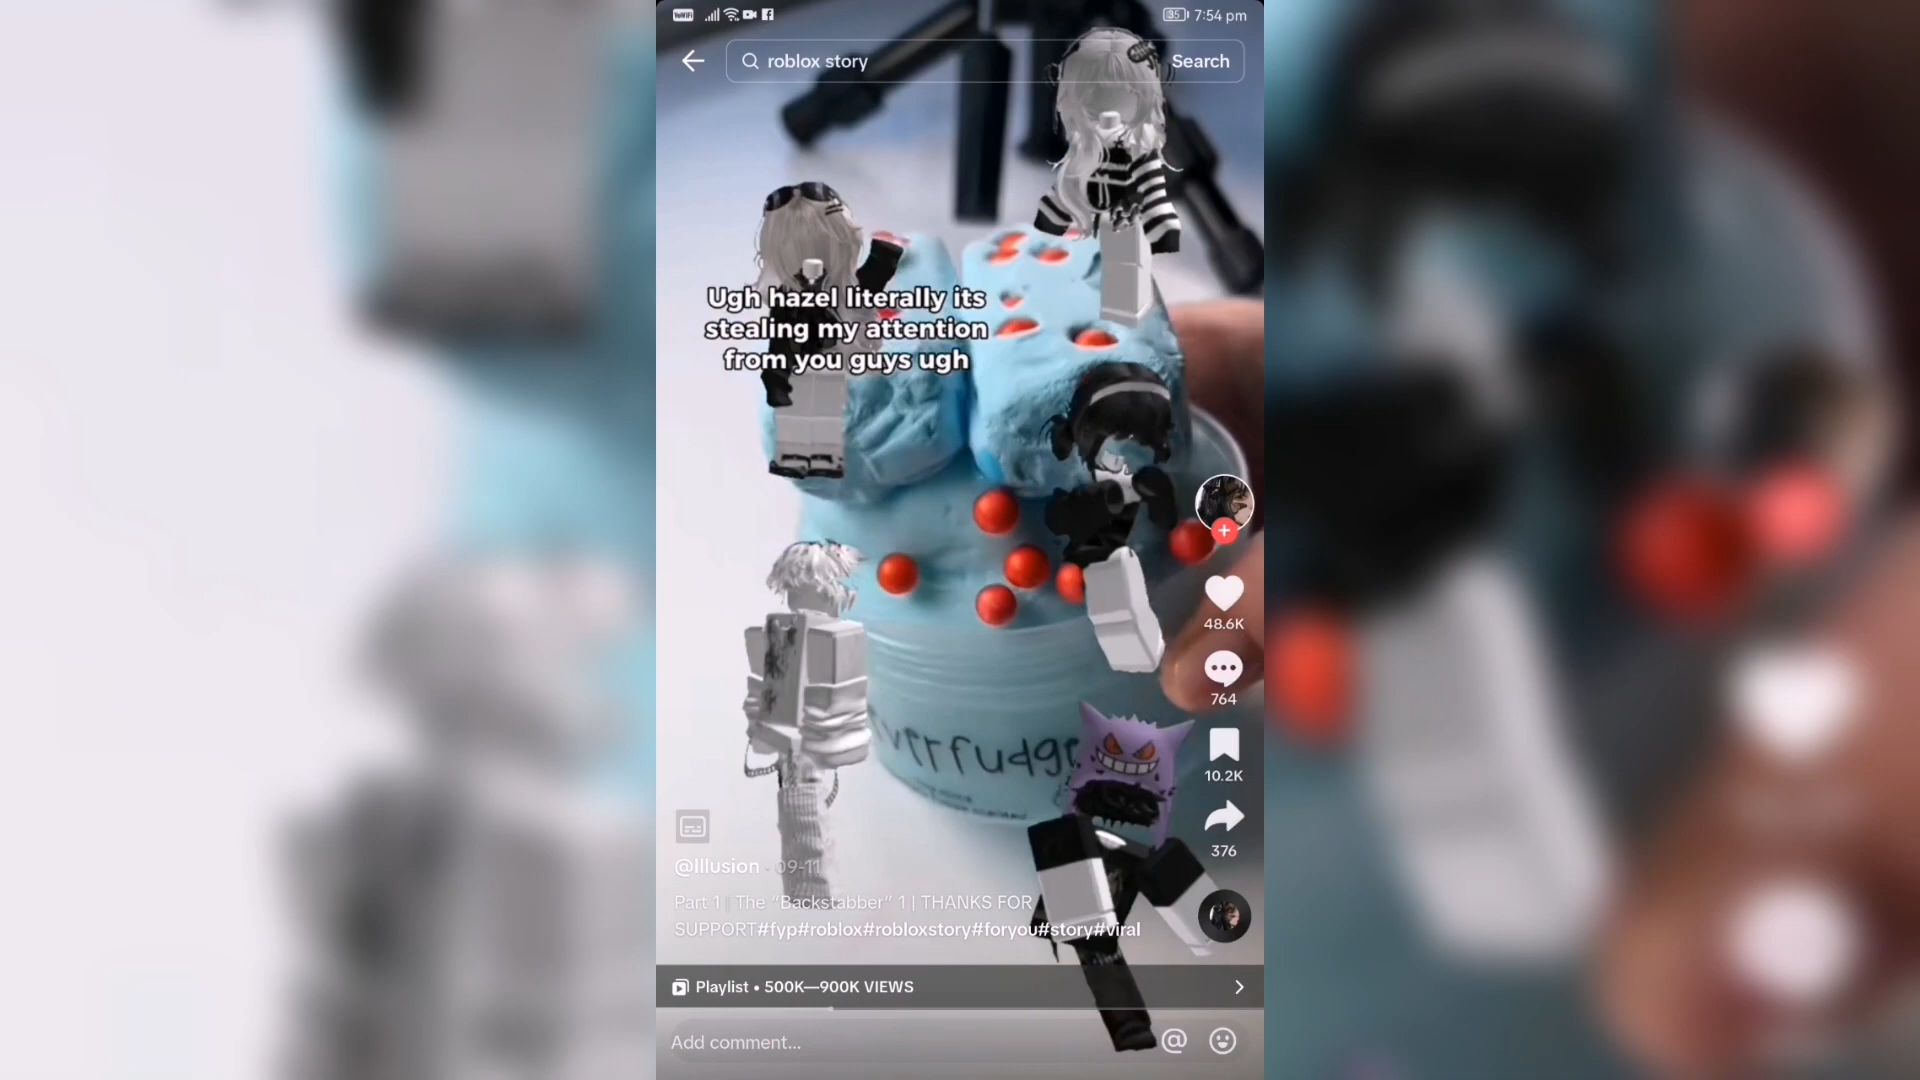 VoWiFi
35
7:54 pm
roblox story
Search
Ugh hazel literally its
stealing my attention
from you guys ugh
48.6K
764
10.2K
376
@Illusion · 09-11
Part 1 | The “Backstabber” 1 | THANKS FOR
SUPPORT#fyp#roblox#robloxstory#foryou#story#viral
Playlist • 500K—900K VIEWS
Add comment...
@